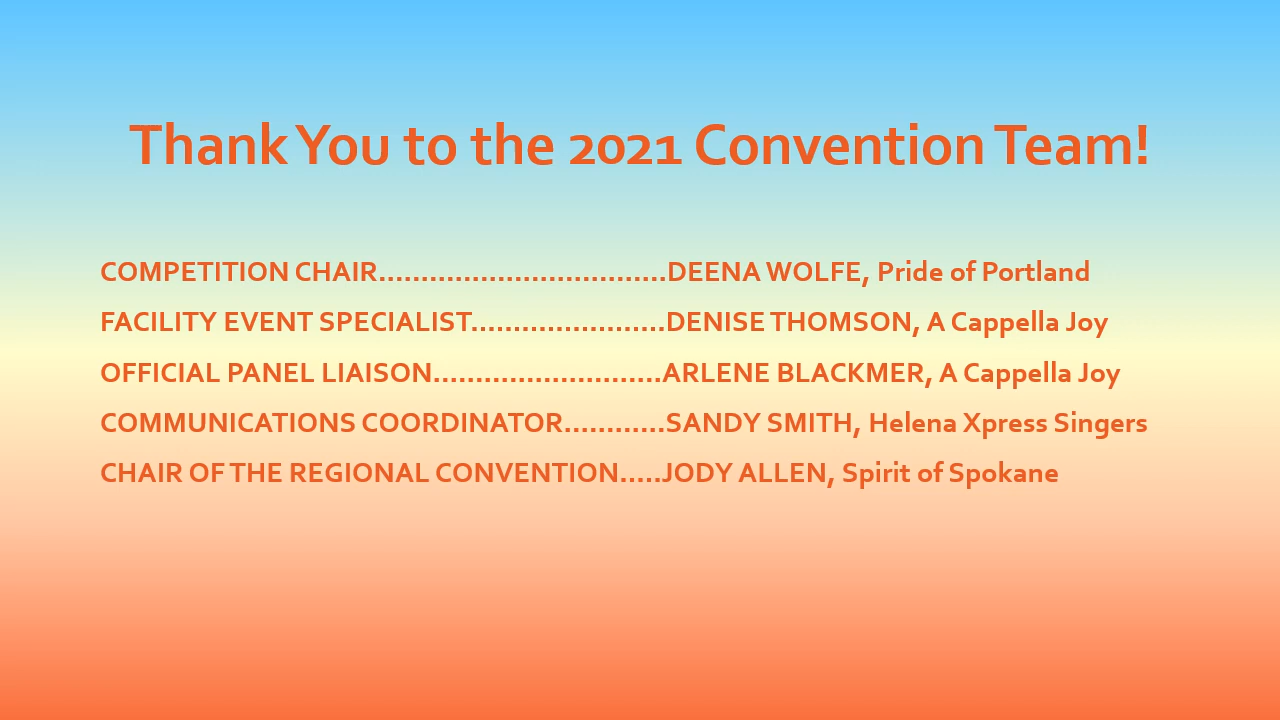 Thank You to the 2021 Convention Team!
COMPETITION CHAIR..................................DEENA WOLFE, Pride of Portland
FACILITY EVENT SPECIALIST.......................DENISE THOMSON, A Cappella Joy
OFFICIAL PANEL LIAISON...........................ARLENE BLACKMER, A Cappella Joy
COMMUNICATIONS COORDINATOR............SANDY SMITH, Helena Xpress Singers
CHAIR OF THE REGIONAL CONVENTION.....JODY ALLEN, Spirit of Spokane